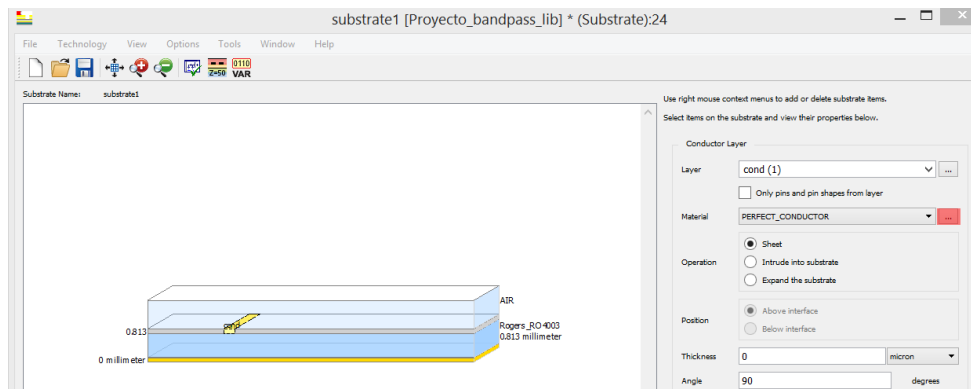 substrate1 [Proyecto_bandpass_lib] * (Substrate):24
File Technology View Options Tools Window Help
Z=50
0110
VAR
Substrate Name: substrate1
Use right mouse context menus to add or delete substrate items.
Select items on the substrate and view their properties below.
Conductor Layer
Layer cond (1) ...
Only pins and pin shapes from layer
Material PERFECT_CONDUCTOR ...
Operation
Sheet
Intrude into substrate
Expand the substrate
Position
Above interface
Below interface
Thickness 0 micron
Angle 90 degrees
AIR
0.813
Rogers_RO4003
0.813 millimeter
0 millimeter